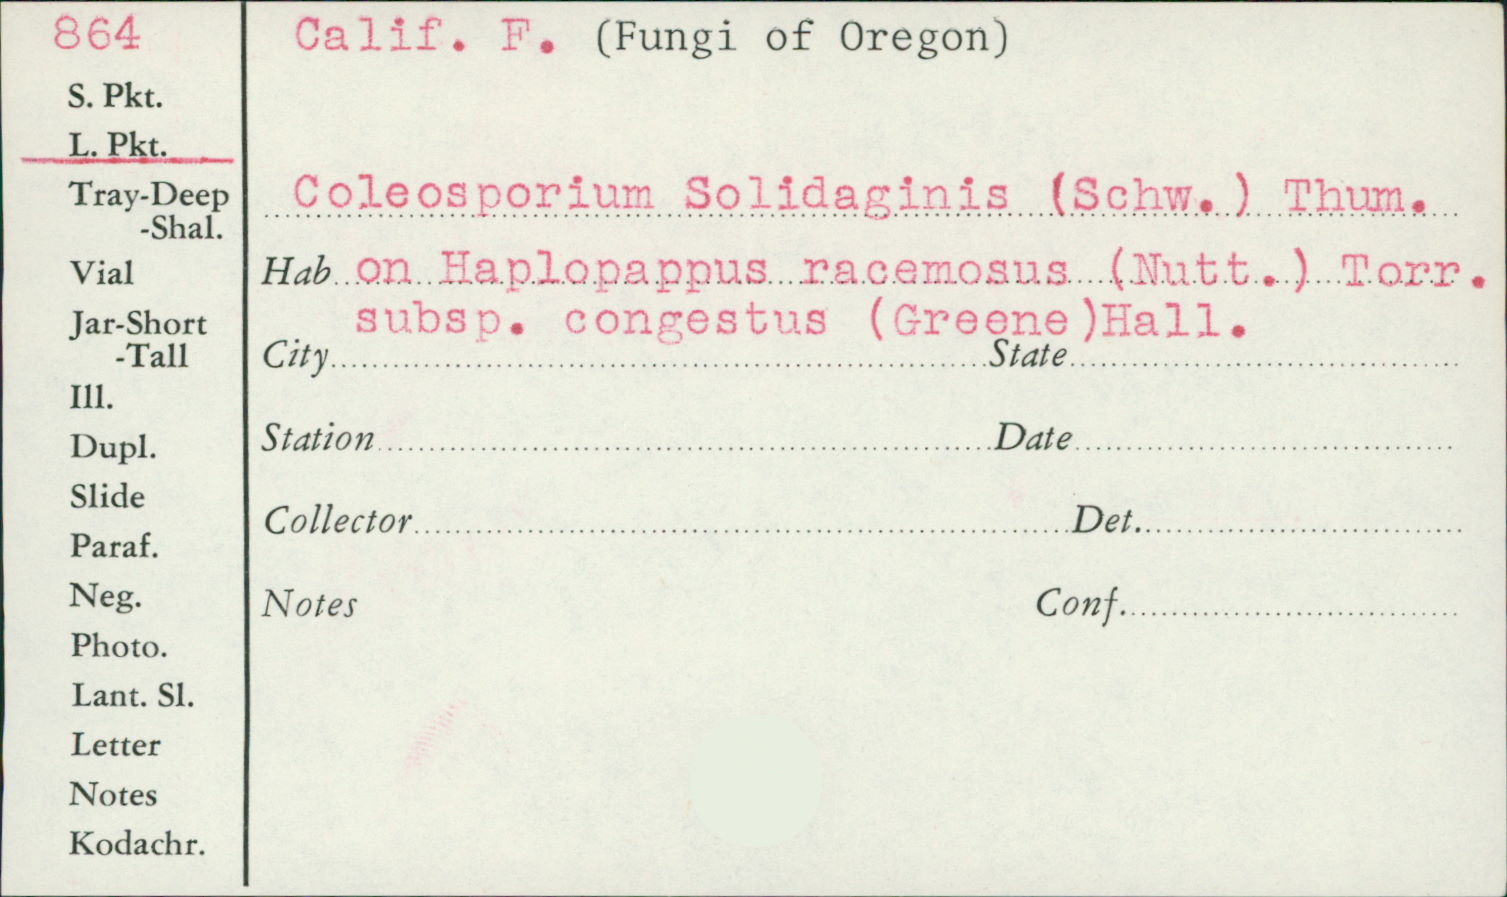 864
Calif. F. (Fungi of Oregon)
S. Pkt.
L. Pkt.
Tray-Deep
-Shal.
Vial
Jar-Short
-Tall
Ill.
Dupl.
Slide
Paraf.
Neg.
Photo.
Lant. Sl.
Letter
Notes
Kodachr.
Coleosporium Solidaginis (Schw.) Thum.
Hab on Haplopappus racemosus (Nutt.) Torr.
subsp. congestus (Greene)Hall.
City State
Station Date
Collector Det.
Notes Conf.